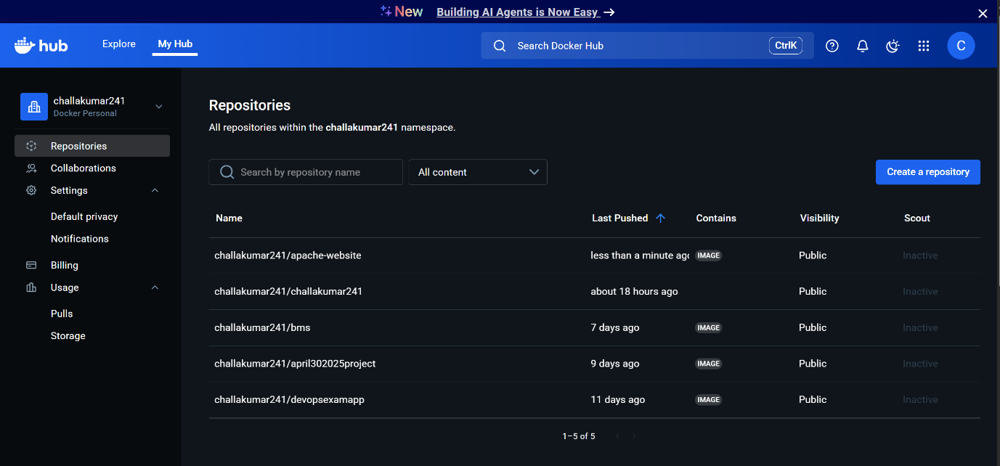 New Building AI Agents is Now Easy →
hub Explore My Hub Search Docker Hub CtrlK C
challakumar241
Docker Personal
Repositories
Collaborations
Settings
Default privacy
Notifications
Billing
Usage
Pulls
Storage
Repositories
All repositories within the challakumar241 namespace.
Search by repository name All content Create a repository
Name Last Pushed Contains Visibility Scout
challakumar241/apache-website less than a minute ago IMAGE Public Inactive
challakumar241/challakumar241 about 18 hours ago Public Inactive
challakumar241/bms 7 days ago IMAGE Public Inactive
challakumar241/april302025project 9 days ago IMAGE Public Inactive
challakumar241/devopsexamapp 11 days ago IMAGE Public Inactive
1–5 of 5